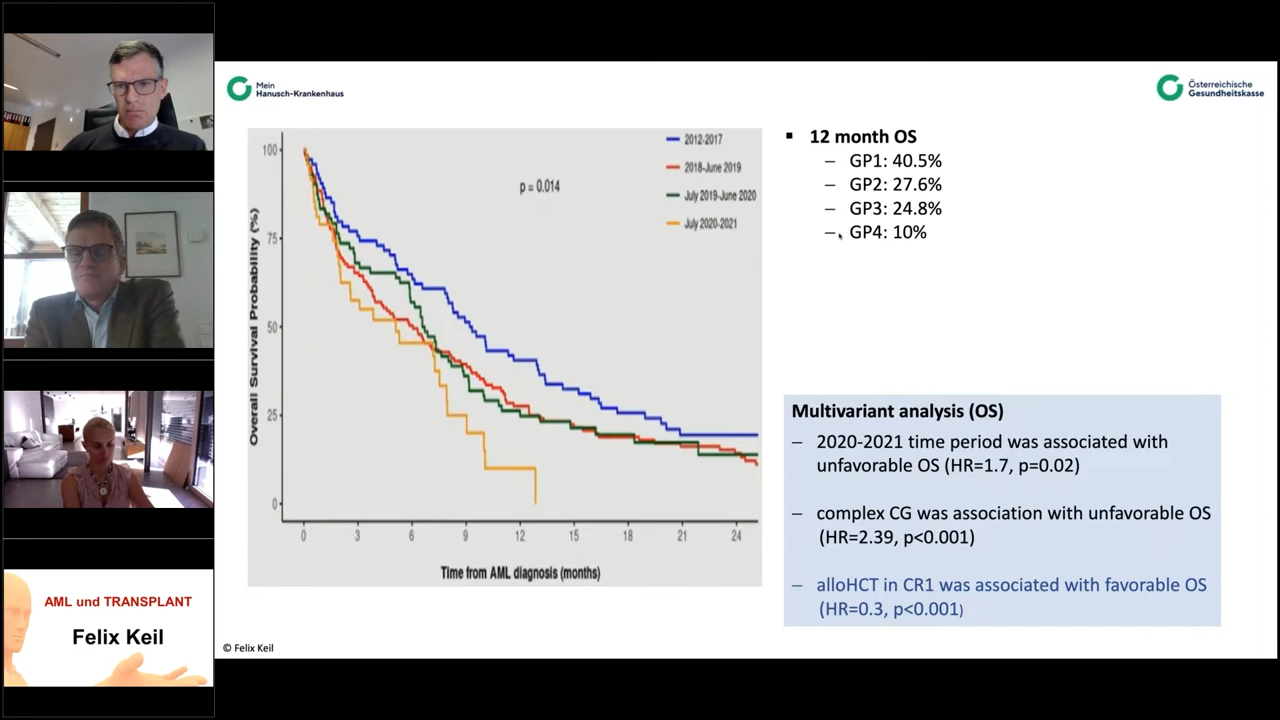 AML und TRANSPLANT
Felix Keil
Mein
Hanusch-Krankenhaus
Österreichische
Gesundheitskasse
Overall Survival Probability (%)
100
75
50
25
0
p = 0.014
2012-2017
2018-June 2019
July 2019-June 2020
July 2020-2021
0 3 6 9 12 15 18 21 24
Time from AML diagnosis (months)
▪ 12 month OS
– GP1: 40.5%
– GP2: 27.6%
– GP3: 24.8%
– GP4: 10%
Multivariant analysis (OS)
– 2020-2021 time period was associated with
unfavorable OS (HR=1.7, p=0.02)
– complex CG was association with unfavorable OS
(HR=2.39, p<0.001)
– alloHCT in CR1 was associated with favorable OS
(HR=0.3, p<0.001)
© Felix Keil